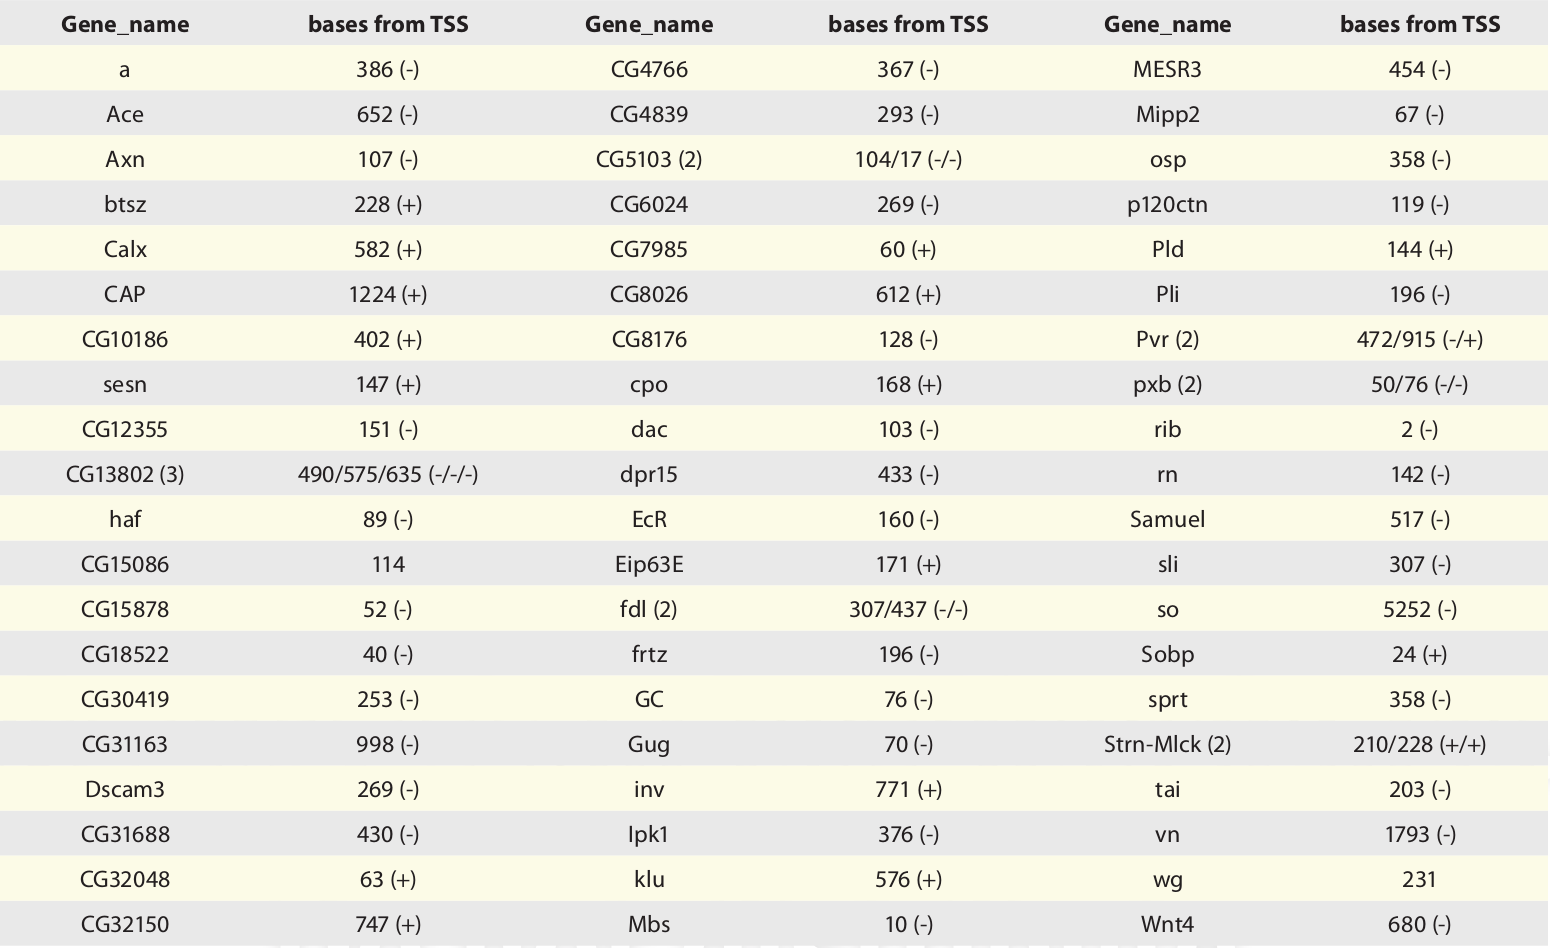 Gene_name bases from TSS Gene_name bases from TSS Gene_name bases from TSS
a 386 (-) CG4766 367 (-) MESR3 454 (-)
Ace 652 (-) CG4839 293 (-) Mipp2 67 (-)
Axn 107 (-) CG5103 (2) 104/17 (-/-) osp 358 (-)
btsz 228 (+) CG6024 269 (-) p120ctn 119 (-)
Calx 582 (+) CG7985 60 (+) Pld 144 (+)
CAP 1224 (+) CG8026 612 (+) Pli 196 (-)
CG10186 402 (+) CG8176 128 (-) Pvr (2) 472/915 (-/+)
sesn 147 (+) cpo 168 (+) pxb (2) 50/76 (-/-)
CG12355 151 (-) dac 103 (-) rib 2 (-)
CG13802 (3) 490/575/635 (-/-/-) dpr15 433 (-) rn 142 (-)
haf 89 (-) EcR 160 (-) Samuel 517 (-)
CG15086 114 Eip63E 171 (+) sli 307 (-)
CG15878 52 (-) fdl (2) 307/437 (-/-) so 5252 (-)
CG18522 40 (-) frtz 196 (-) Sobp 24 (+)
CG30419 253 (-) GC 76 (-) sprt 358 (-)
CG31163 998 (-) Gug 70 (-) Strn-Mlck (2) 210/228 (+/+)
Dscam3 269 (-) inv 771 (+) tai 203 (-)
CG31688 430 (-) Ipk1 376 (-) vn 1793 (-)
CG32048 63 (+) klu 576 (+) wg 231
CG32150 747 (+) Mbs 10 (-) Wnt4 680 (-)